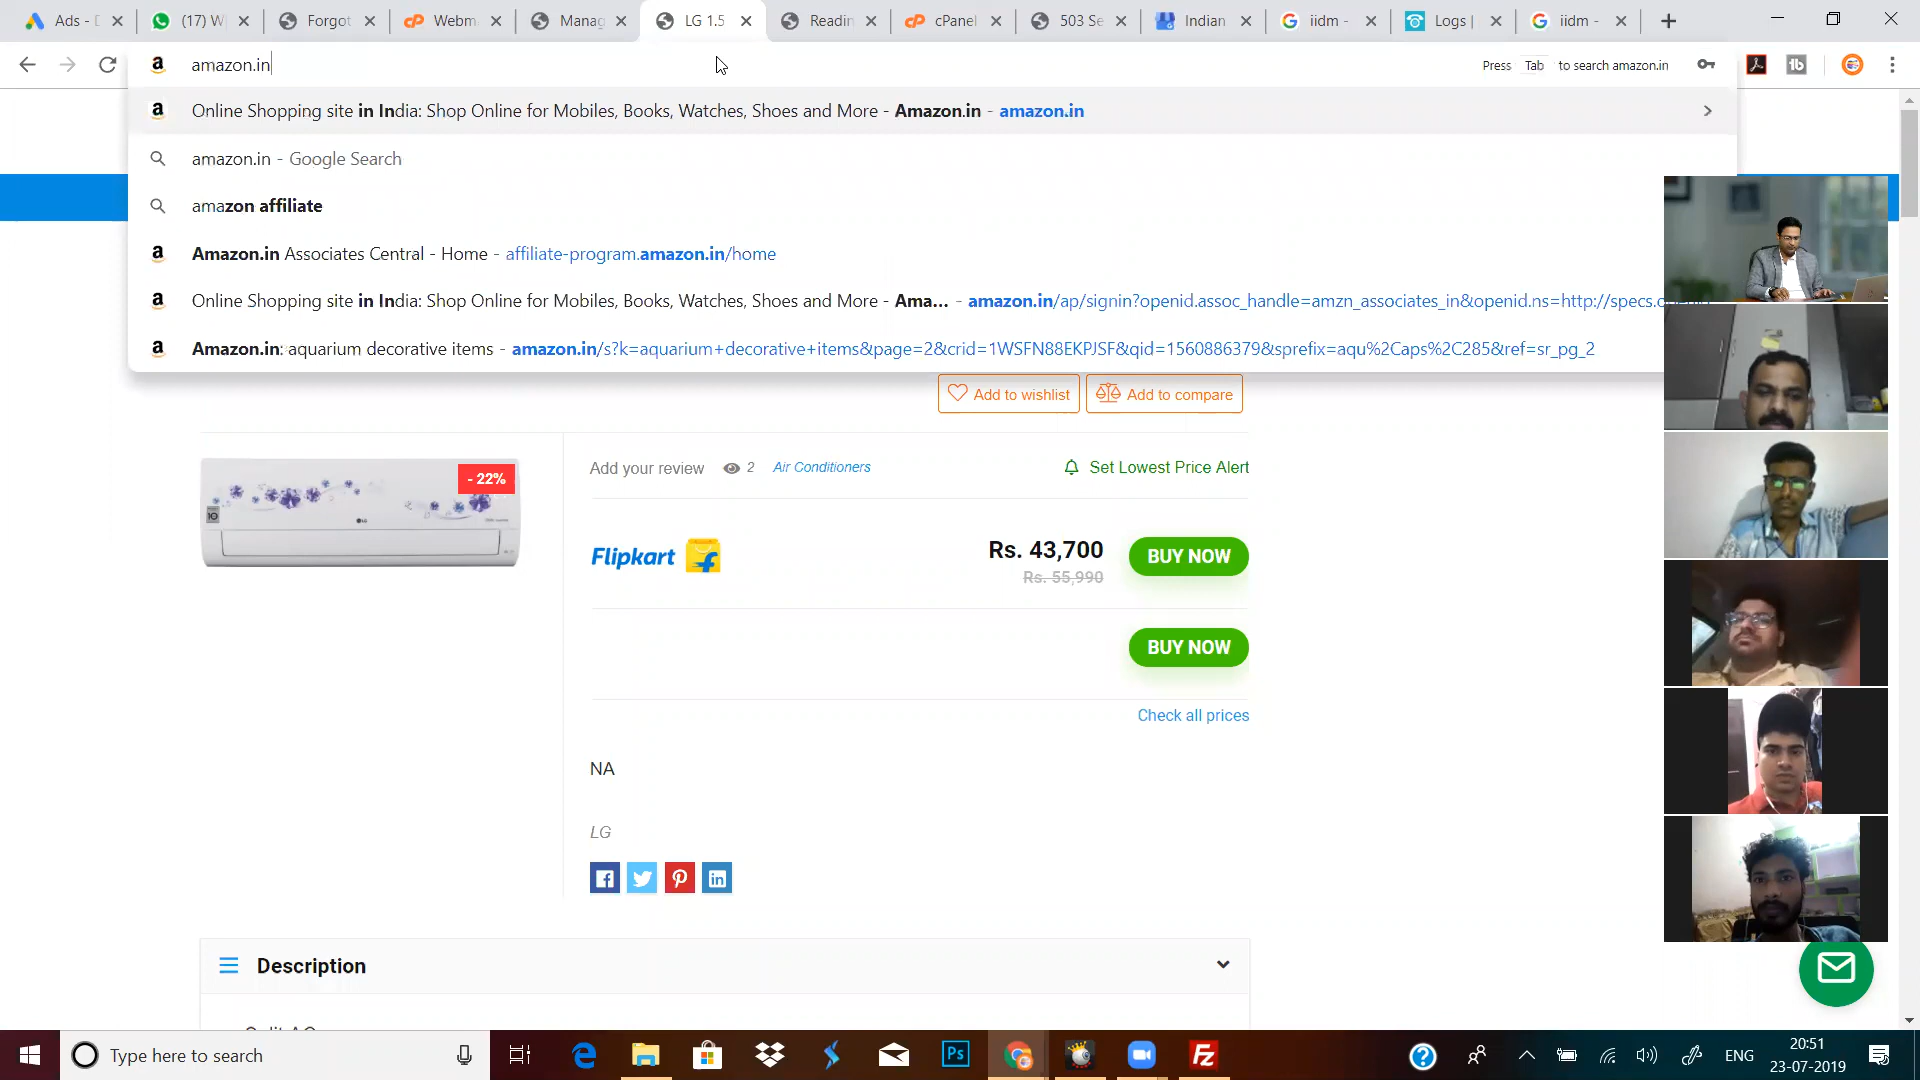 Ads - D
(17) W
Forgot
Webm
Manag
LG 1.5
Readin
cPanel
503 Se
Indian
iidm -
Logs |
iidm -
amazon.in
Press Tab to search amazon.in
Online Shopping site in India: Shop Online for Mobiles, Books, Watches, Shoes and More - Amazon.in - amazon.in
amazon.in - Google Search
amazon affiliate
Amazon.in Associates Central - Home - affiliate-program.amazon.in/home
Online Shopping site in India: Shop Online for Mobiles, Books, Watches, Shoes and More - Ama... - amazon.in/ap/signin?openid.assoc_handle=amzn_associates_in&openid.ns=http://specs.
Amazon.in: aquarium decorative items - amazon.in/s?k=aquarium+decorative+items&page=2&crid=1WSFN88EKPJSF&qid=1560886379&sprefix=aqu%2Caps%2C285&ref=sr_pg_2
Add to wishlist
Add to compare
- 22%
LG
10
Add your review
2
Air Conditioners
Set Lowest Price Alert
Flipkart
Rs. 43,700
Rs. 55,990
BUY NOW
BUY NOW
Check all prices
NA
LG
Description
Type here to search
Ps
Fz
ENG
20:51
23-07-2019